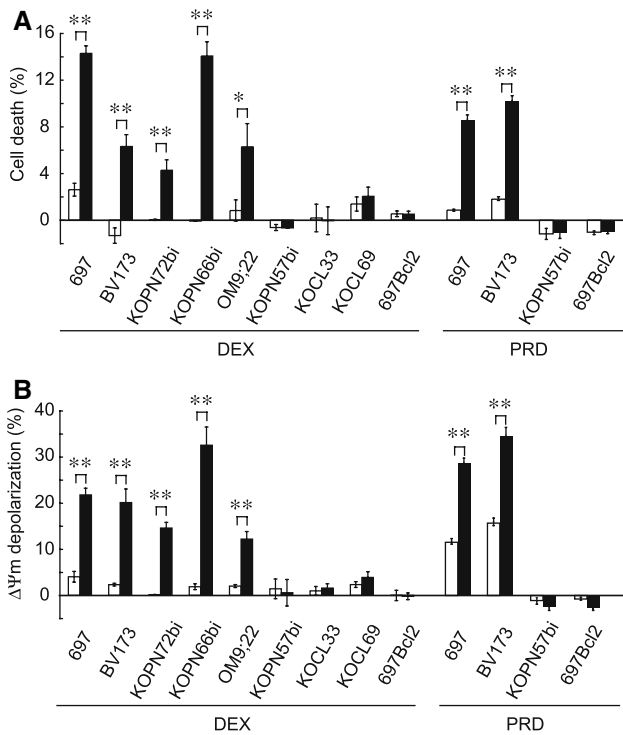 A
Cell death (%)
16
12
8
4
0
** ** ** ** * ** **
697 BV173 KOPN72bi KOPN66bi OM9;22 KOPN57bi KOCL33 KOCL69 697Bcl2 697 BV173 KOPN57bi 697Bcl2
DEX PRD
B
ΔΨm depolarization (%)
40
30
20
10
0
** ** ** ** ** ** **
697 BV173 KOPN72bi KOPN66bi OM9;22 KOPN57bi KOCL33 KOCL69 697Bcl2 697 BV173 KOPN57bi 697Bcl2
DEX PRD